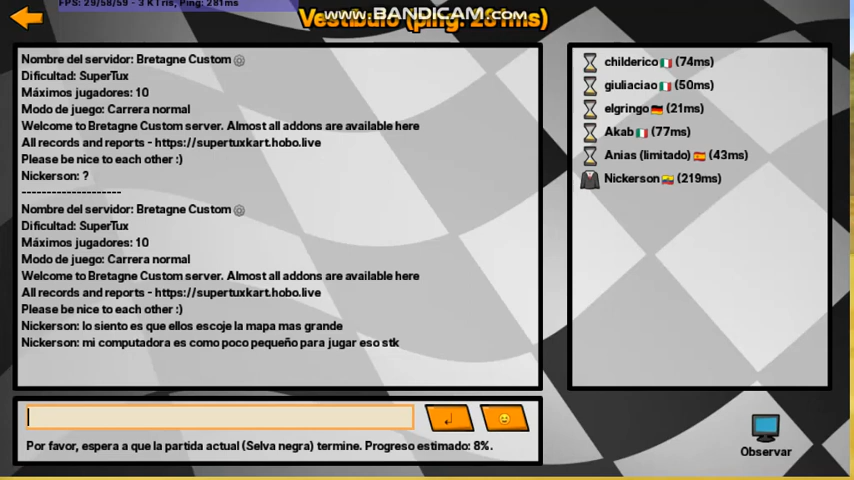 FPS: 29/58/59 - 3 KTris, Ping: 281ms
Vestíbulo (ping: 281ms)
www.BANDICAM.com
Nombre del servidor: Bretagne Custom
Dificultad: SuperTux
Máximos jugadores: 10
Modo de juego: Carrera normal
Welcome to Bretagne Custom server. Almost all addons are available here
All records and reports - https://supertuxkart.hobo.live
Please be nice to each other :)
Nickerson: ?
--------------------
Nombre del servidor: Bretagne Custom
Dificultad: SuperTux
Máximos jugadores: 10
Modo de juego: Carrera normal
Welcome to Bretagne Custom server. Almost all addons are available here
All records and reports - https://supertuxkart.hobo.live
Please be nice to each other :)
Nickerson: lo siento es que ellos escoje la mapa mas grande
Nickerson: mi computadora es como poco pequeño para jugar eso stk
childerico (74ms)
giuliaciao (50ms)
elgringo (21ms)
Akab (77ms)
Anias (limitado) (43ms)
Nickerson (219ms)
Por favor, espera a que la partida actual (Selva negra) termine. Progreso estimado: 8%.
Observar